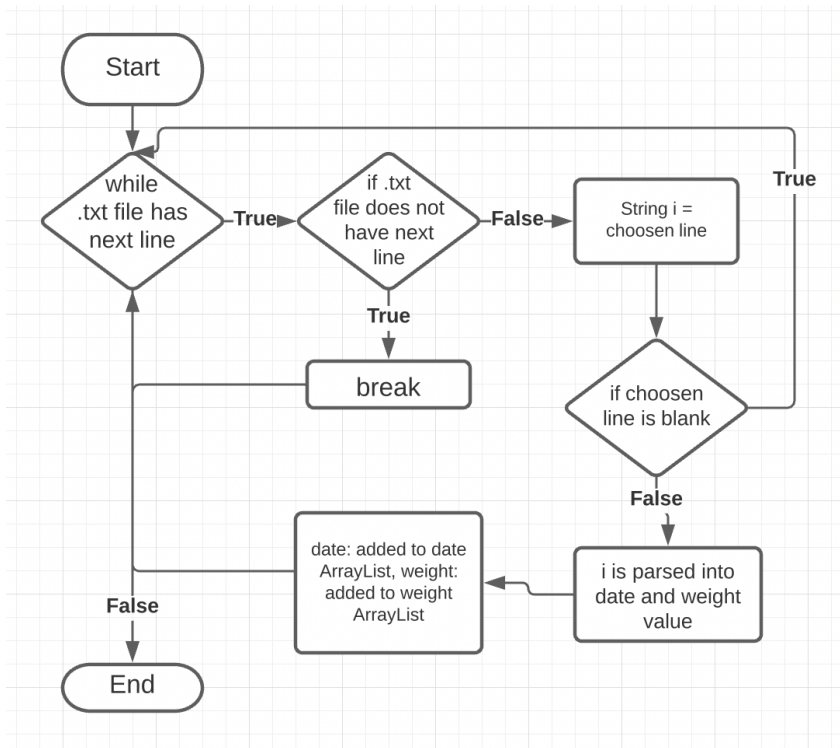 Start
while
.txt file has
next line
True
if .txt
file does not
have next
line
False
String i =
choosen line
True
True
break
if choosen
line is blank
False
i is parsed into
date and weight
value
date: added to date
ArrayList, weight:
added to weight
ArrayList
False
End